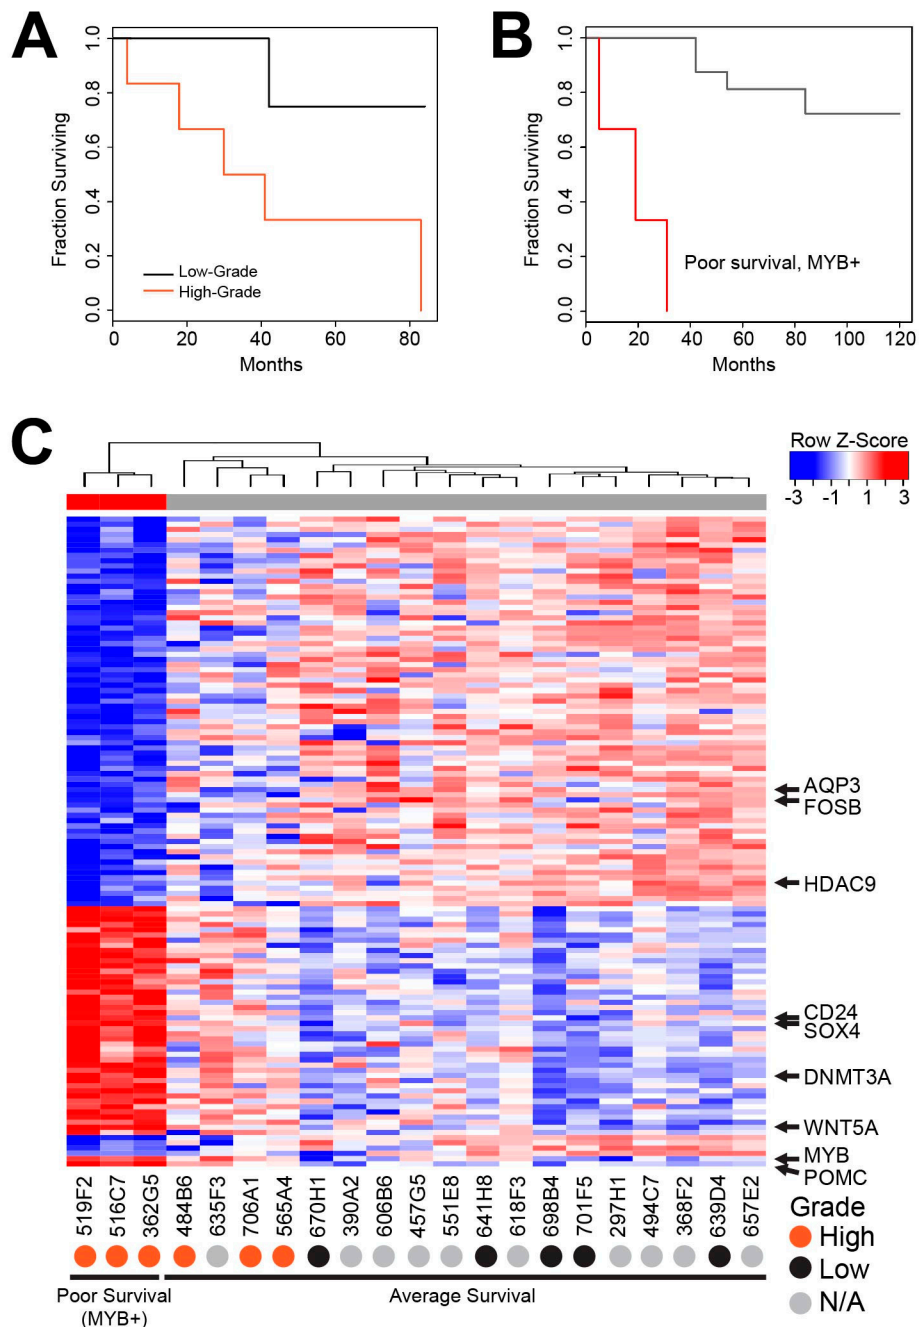 A
Fraction Surviving
1.0
0.8
0.6
0.4
0.2
0.0
Low-Grade
High-Grade
0 20 40 60 80
Months
B
Fraction Surviving
1.0
0.8
0.6
0.4
0.2
0.0
Poor survival, MYB+
0 20 40 60 80 100 120
Months
C
Row Z-Score
-3 -1 1 3
AQP3
FOSB
HDAC9
CD24
SOX4
DNMT3A
WNT5A
MYB
POMC
519F2 516C7 362G5 484B6 635F3 706A1 565A4 670H1 390A2 606B6 457G5 551E8 641H8 618F3 698B4 701F5 297H1 494C7 368F2 639D4 657E2
Grade
High
Low
N/A
Poor Survival
(MYB+)
Average Survival